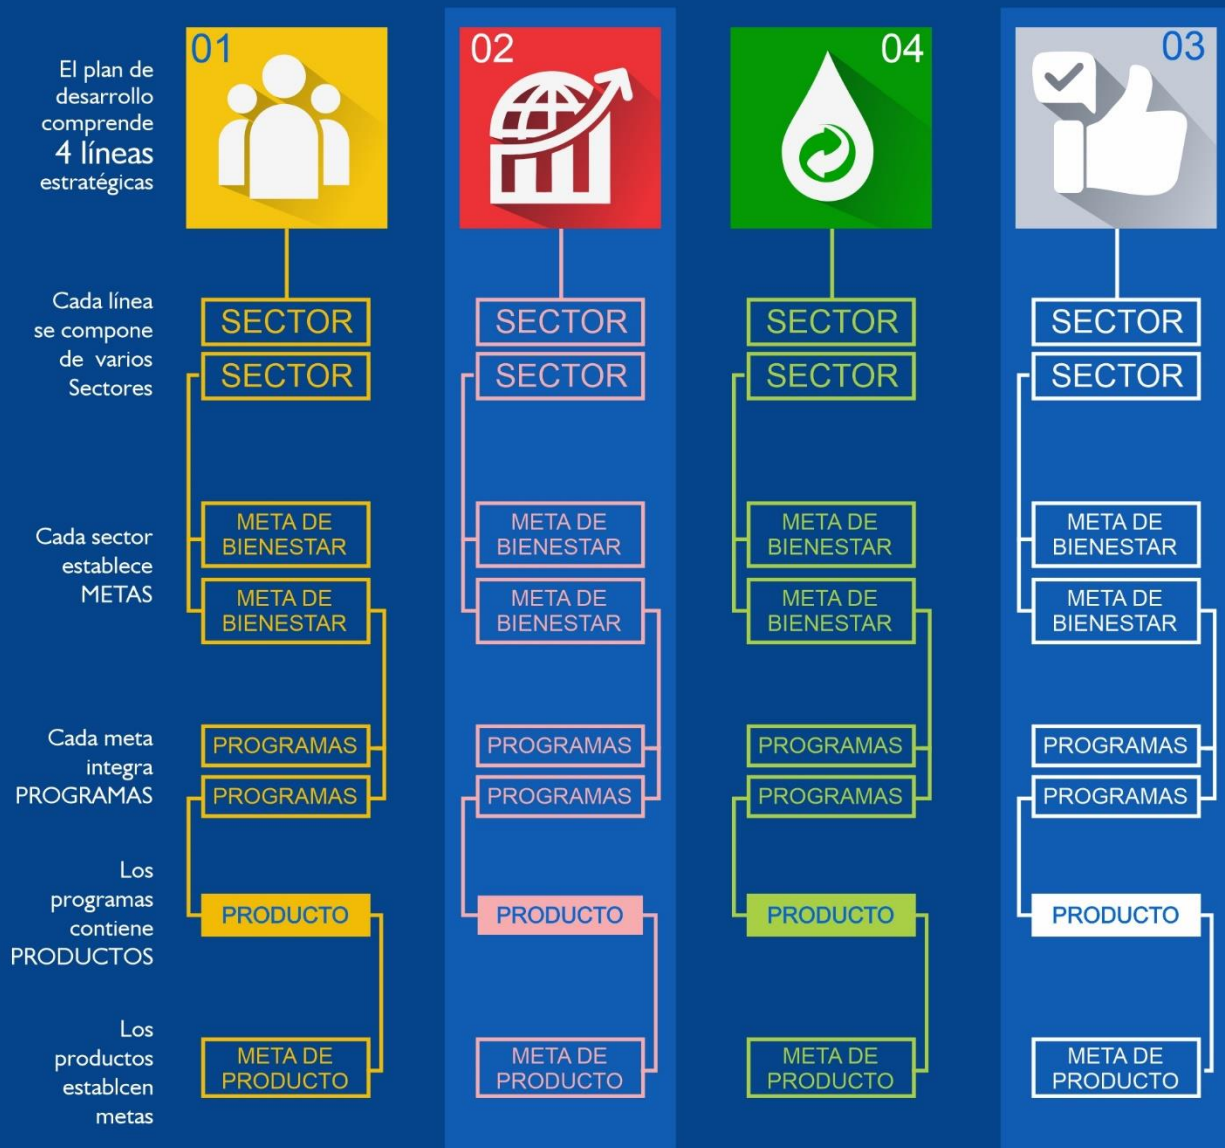 El plan de
desarrollo
comprende
4 líneas
estratégicas
01
02
04
03
Cada línea
se compone
de varios
Sectores
SECTOR
SECTOR
SECTOR
SECTOR
SECTOR
SECTOR
SECTOR
SECTOR
Cada sector
establece
METAS
META DE
BIENESTAR
META DE
BIENESTAR
META DE
BIENESTAR
META DE
BIENESTAR
META DE
BIENESTAR
META DE
BIENESTAR
META DE
BIENESTAR
META DE
BIENESTAR
Cada meta
integra
PROGRAMAS
PROGRAMAS
PROGRAMAS
PROGRAMAS
PROGRAMAS
PROGRAMAS
PROGRAMAS
PROGRAMAS
PROGRAMAS
Los
programas
contiene
PRODUCTOS
PRODUCTO
PRODUCTO
PRODUCTO
PRODUCTO
Los
productos
establcen
metas
META DE
PRODUCTO
META DE
PRODUCTO
META DE
PRODUCTO
META DE
PRODUCTO